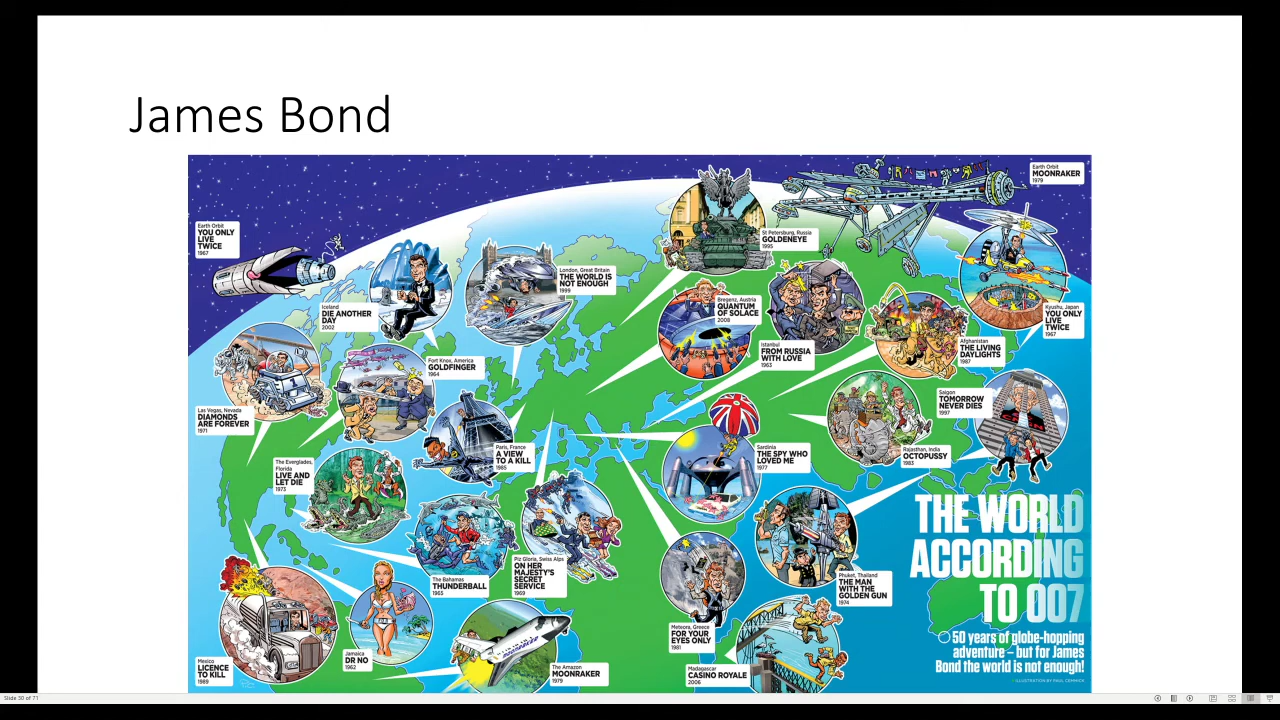 James Bond
Earth Orbit
MOONRAKER
1979
Earth Orbit
YOU ONLY
LIVE
TWICE
1967
St Petersburg, Russia
GOLDENEYE
1995
London, Great Britain
THE WORLD IS
NOT ENOUGH
1999
Iceland
DIE ANOTHER
DAY
2002
Bregenz, Austria
QUANTUM
OF SOLACE
2008
Kyushu, Japan
YOU ONLY
LIVE
TWICE
1967
Istanbul
FROM RUSSIA
WITH LOVE
1963
Afghanistan
THE LIVING
DAYLIGHTS
1987
Fort Knox, America
GOLDFINGER
1964
Las Vegas, Nevada
DIAMONDS
ARE FOREVER
1971
Saigon
TOMORROW
NEVER DIES
1997
Paris, France
A VIEW
TO A KILL
1985
Sardinia
THE SPY WHO
LOVED ME
1977
Rajasthan, India
OCTOPUSSY
1983
The Everglades,
Florida
LIVE AND
LET DIE
1973
THE WORLD
ACCORDING
TO 007
50 years of globe-hopping
adventure – but for James
Bond the world is not enough!
ILLUSTRATION BY PAUL CEMMICK
The Bahamas
THUNDERBALL
1965
Piz Gloria, Swiss Alps
ON HER
MAJESTY'S
SECRET
SERVICE
1969
Phuket, Thailand
THE MAN
WITH THE
GOLDEN GUN
1974
Meteora, Greece
FOR YOUR
EYES ONLY
1981
Mexico
LICENCE
TO KILL
1989
Jamaica
DR NO
1962
The Amazon
MOONRAKER
1979
Madagascar
CASINO ROYALE
2006
Slide 30 of 71